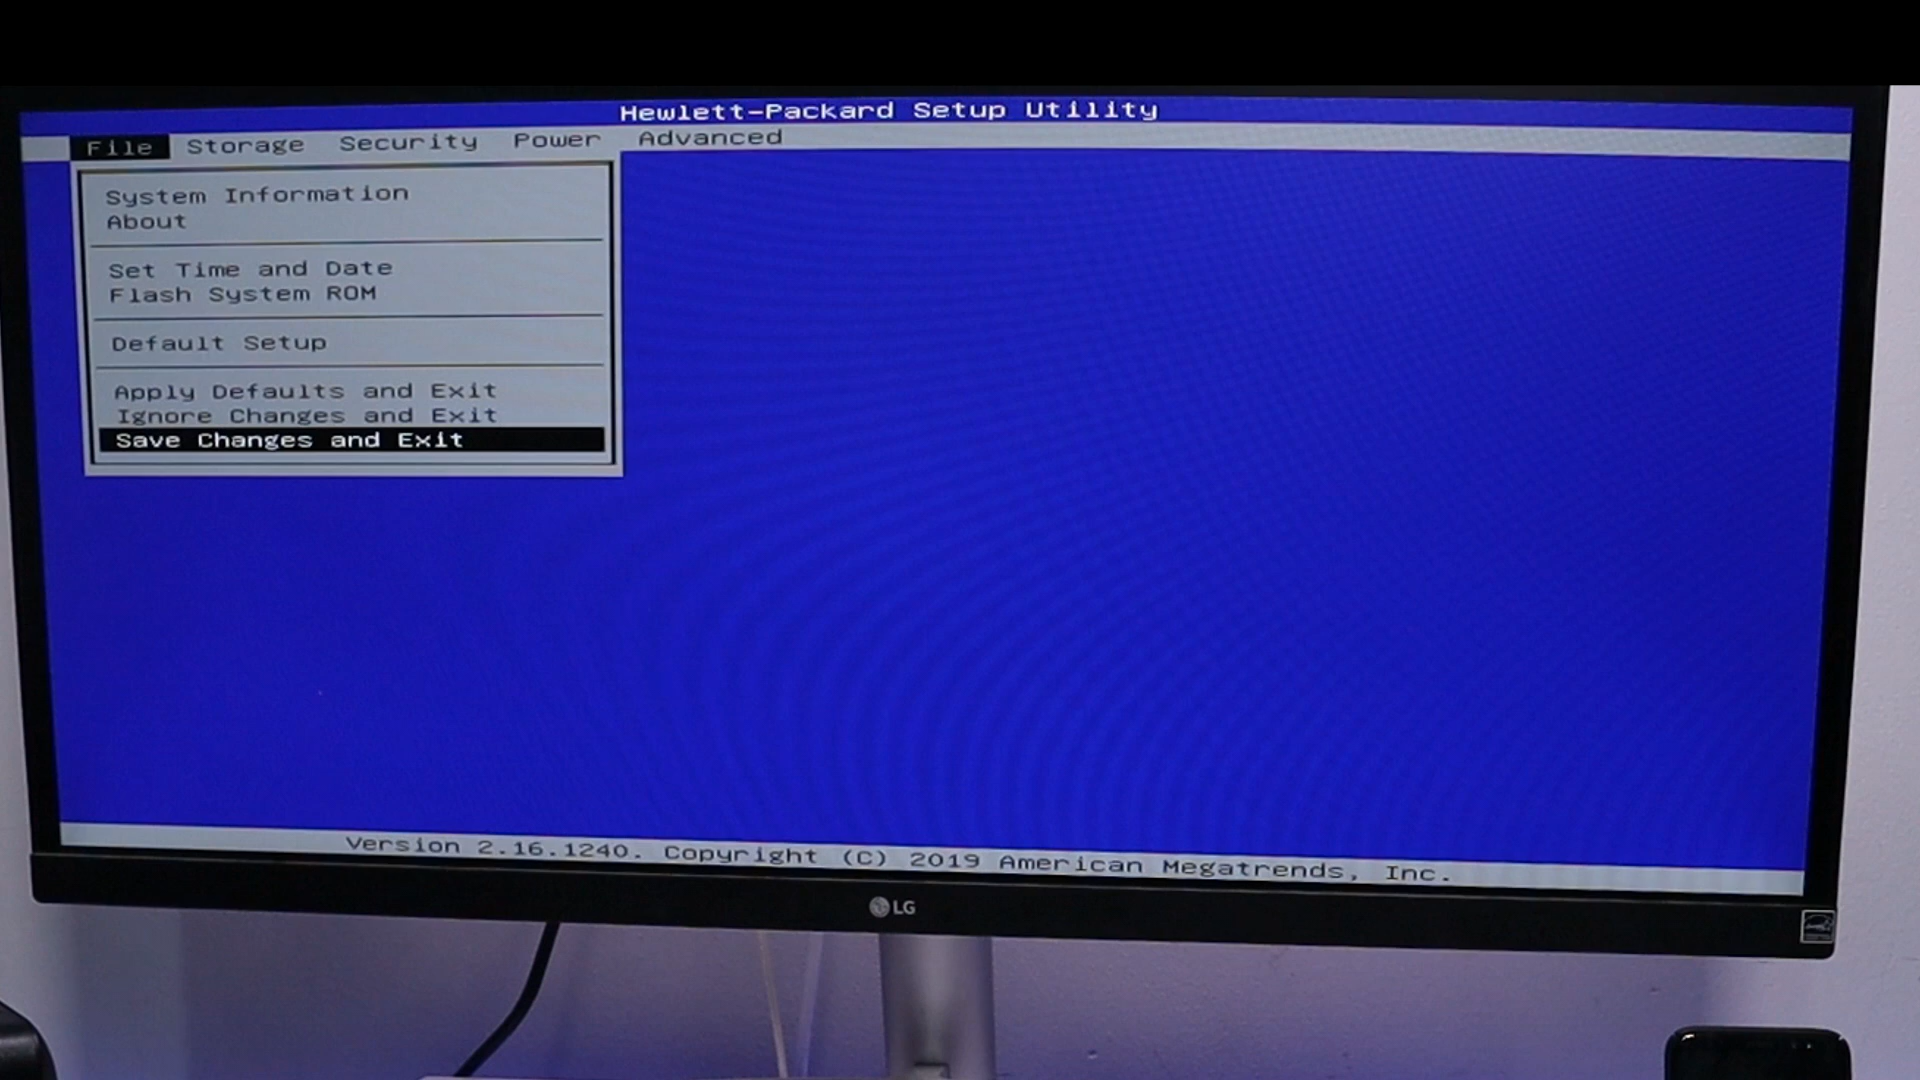 Hewlett-Packard Setup Utility
File Storage Security Power Advanced
System Information
About
Set Time and Date
Flash System ROM
Default Setup
Apply Defaults and Exit
Ignore Changes and Exit
Save Changes and Exit
Version 2.16.1240. Copyright (C) 2019 American Megatrends, Inc.
LG